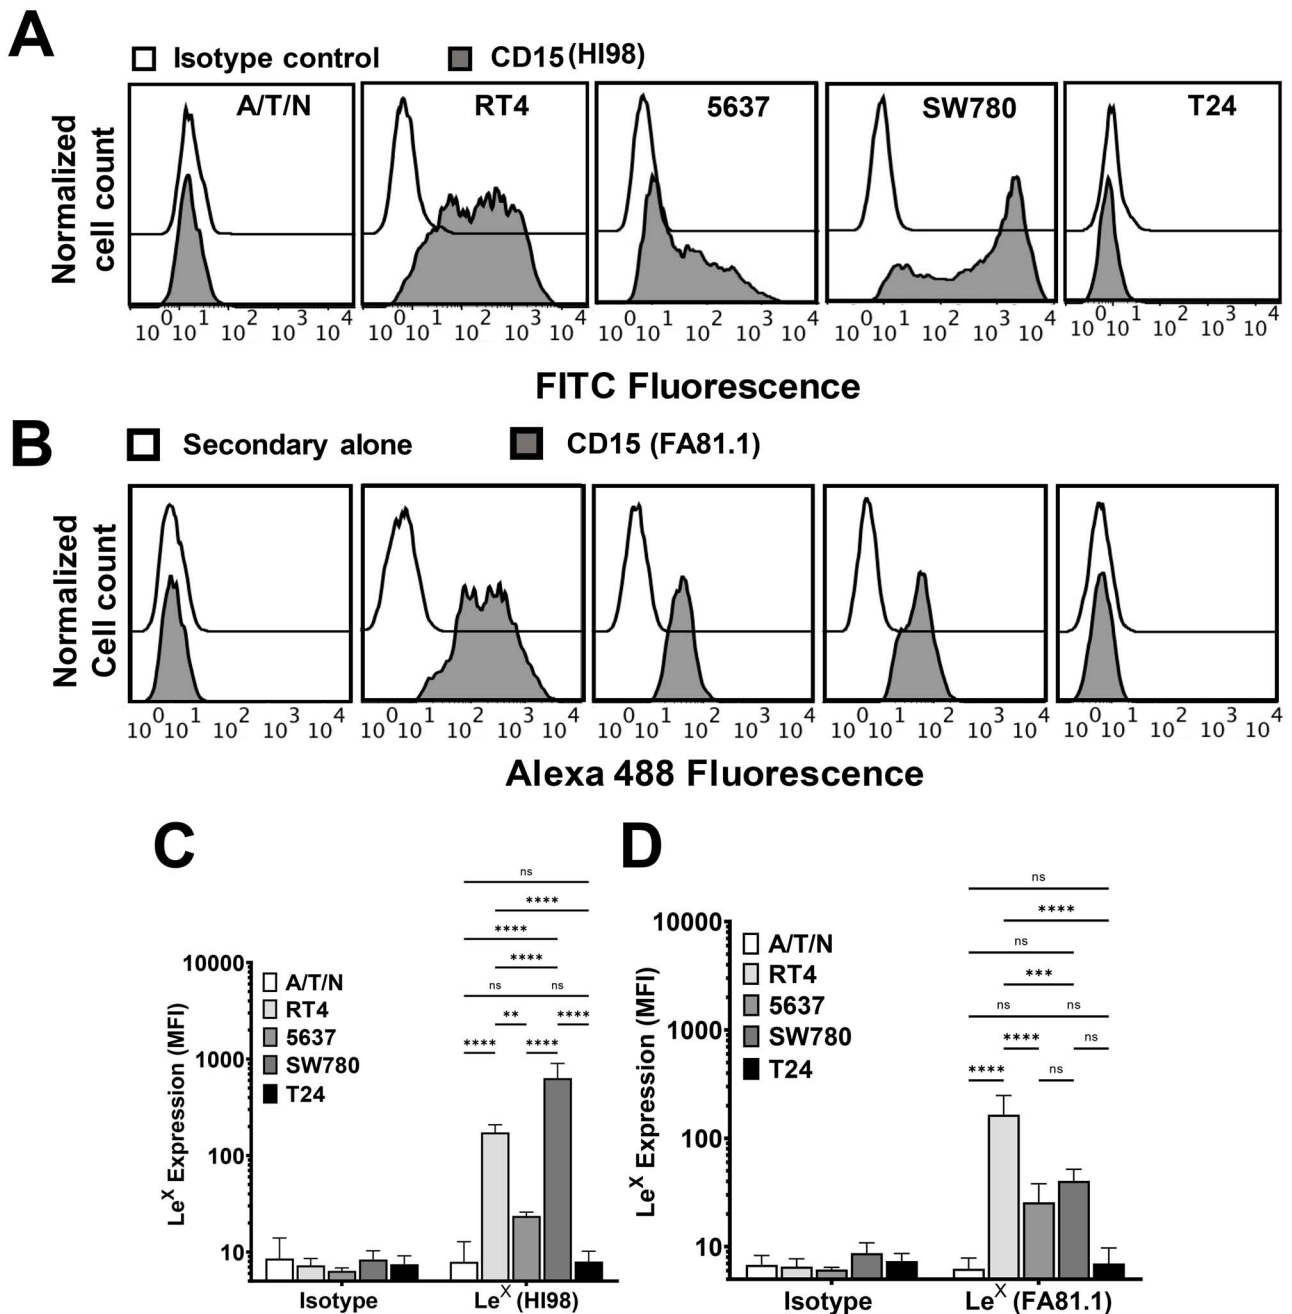 A
Isotype control CD15 (HI98)
Normalized
cell count
A/T/N RT4 5637 SW780 T24
10^0 10^1 10^2 10^3 10^4 10^0 10^1 10^2 10^3 10^4 10^0 10^1 10^2 10^3 10^4 10^0 10^1 10^2 10^3 10^4 10^0 10^1 10^2 10^3 10^4
FITC Fluorescence
B
Secondary alone CD15 (FA81.1)
Normalized
Cell count
10^0 10^1 10^2 10^3 10^4 10^0 10^1 10^2 10^3 10^4 10^0 10^1 10^2 10^3 10^4 10^0 10^1 10^2 10^3 10^4 10^0 10^1 10^2 10^3 10^4
Alexa 488 Fluorescence
C
Le^X Expression (MFI)
10000
1000
100
10
A/T/N
RT4
5637
SW780
T24
ns
****
****
****
ns ns
** ****
**** ****
Isotype Le^X (HI98)
D
Le^X Expression (MFI)
10000
1000
100
10
A/T/N
RT4
5637
SW780
T24
ns
****
ns
***
ns ns
**** ns
**** ns
Isotype Le^X (FA81.1)